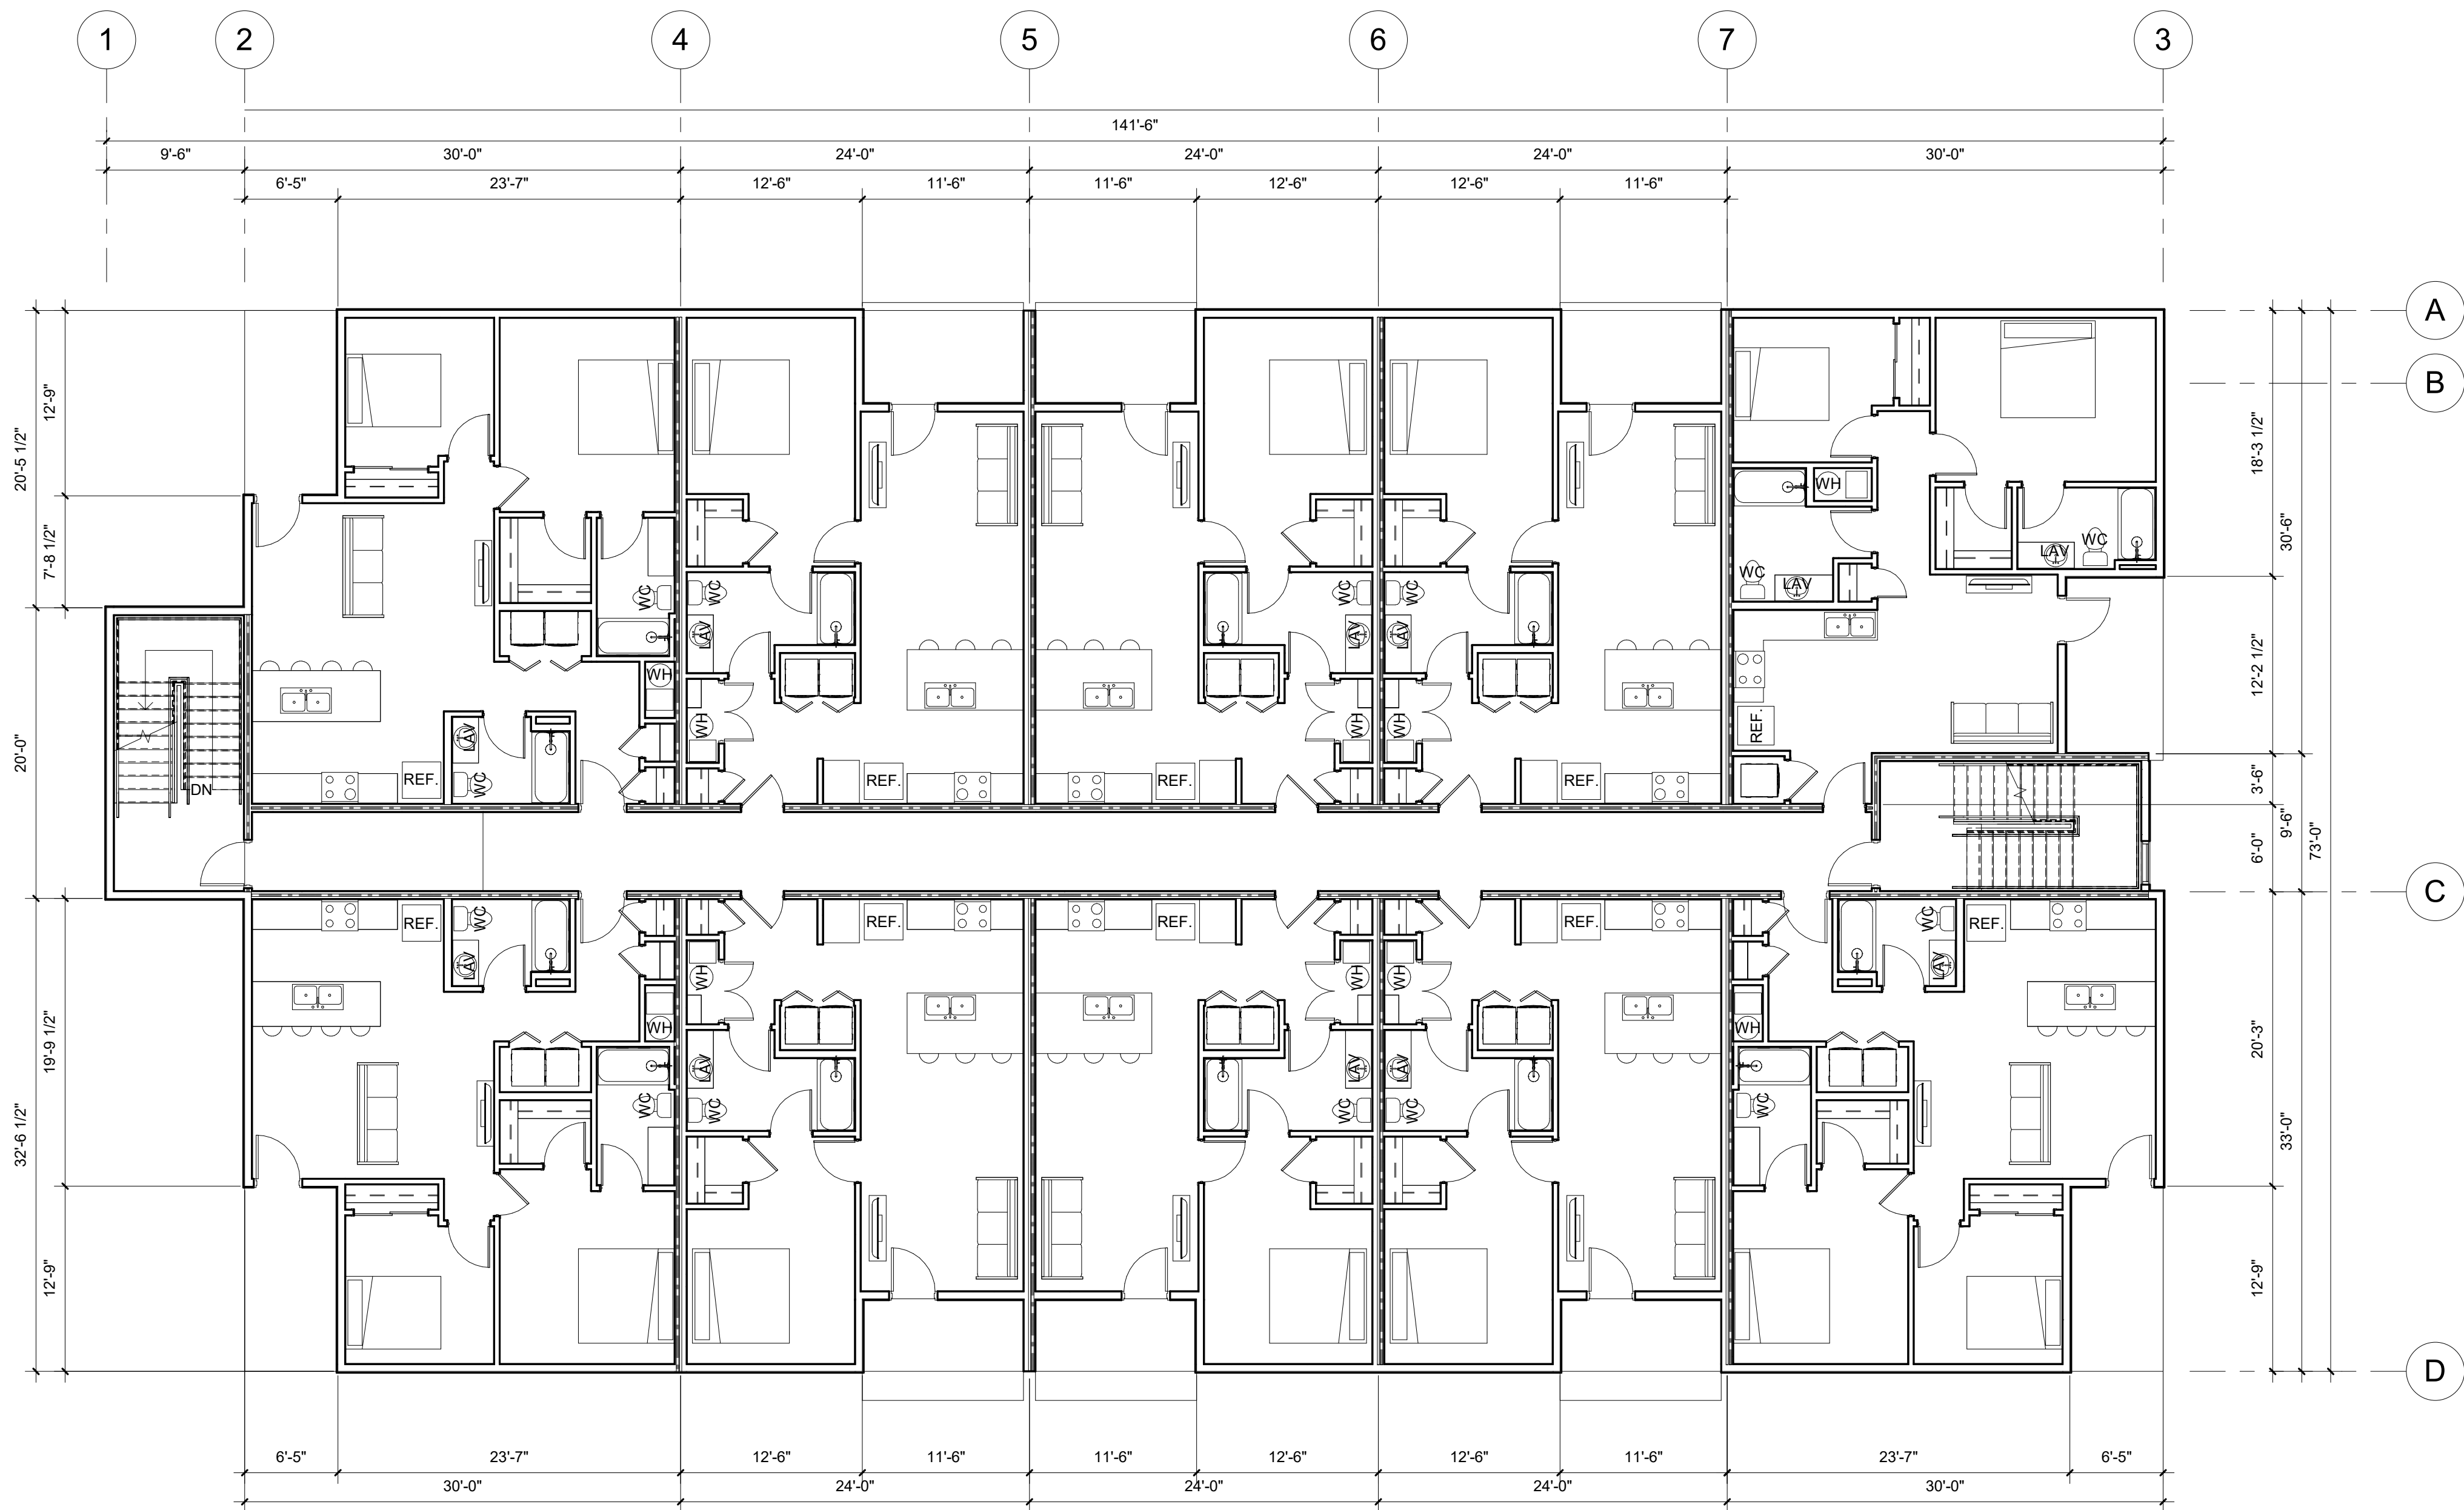 1 2 4 5 6 7 3
141'-6"
9'-6" 30'-0" 24'-0" 24'-0" 24'-0" 30'-0"
6'-5" 23'-7" 12'-6" 11'-6" 11'-6" 12'-6" 12'-6" 11'-6"
A
B
12'-9"
20'-5 1/2"
18'-3 1/2"
WH
7'-8 1/2"
30'-6"
LAV WC
WC LAV
WC WC WC WC
LAV LAV LAV
WH
12'-2 1/2"
WH WH WH
REF.
LAV
20'-0"
DN
WC
REF. REF. REF. REF.
3'-6"
9'-6"
73'-0"
6'-0"
C
REF. WC REF. REF. REF. WC REF.
LAV LAV
WH WH WH
WH WH
19'-9 1/2"
20'-3"
LAV LAV LAV
WC WC WC WC WC
32'-6 1/2"
33'-0"
12'-9"
12'-9"
D
6'-5" 23'-7" 12'-6" 11'-6" 11'-6" 12'-6" 12'-6" 11'-6" 23'-7" 6'-5"
30'-0" 24'-0" 24'-0" 24'-0" 30'-0"